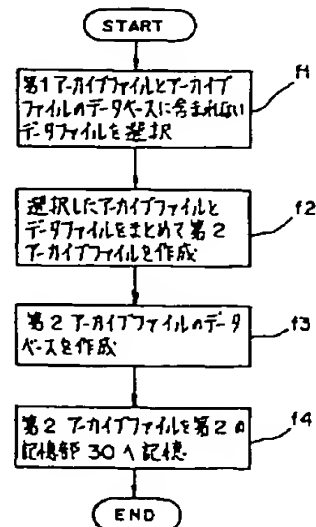 START
第1アーカイブファイルとアーカイブ
ファイルのデータベースに含まれない
データファイルを選択
f1
選択したアーカイブファイルと
データファイルをまとめて第2
アーカイブファイルを作成
f2
第2アーカイブファイルのデータ
ベースを作成
f3
第2アーカイブファイルを第2の
記憶部30へ記憶
f4
END